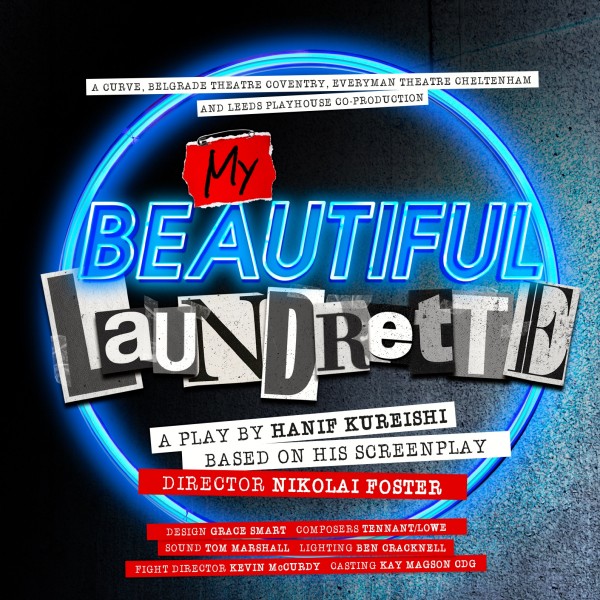 A CURVE, BELGRADE THEATRE COVENTRY, EVERYMAN THEATRE CHELTENHAM
AND LEEDS PLAYHOUSE CO-PRODUCTION
My
BEAUTIFUL
LaUNDRetTE
A PLAY BY HANIF KUREISHI
BASED ON HIS SCREENPLAY
DIRECTOR NIKOLAI FOSTER
DESIGN GRACE SMART COMPOSERS TENNANT/LOWE
SOUND TOM MARSHALL LIGHTING BEN CRACKNELL
FIGHT DIRECTOR KEVIN McCURDY CASTING KAY MAGSON CDG